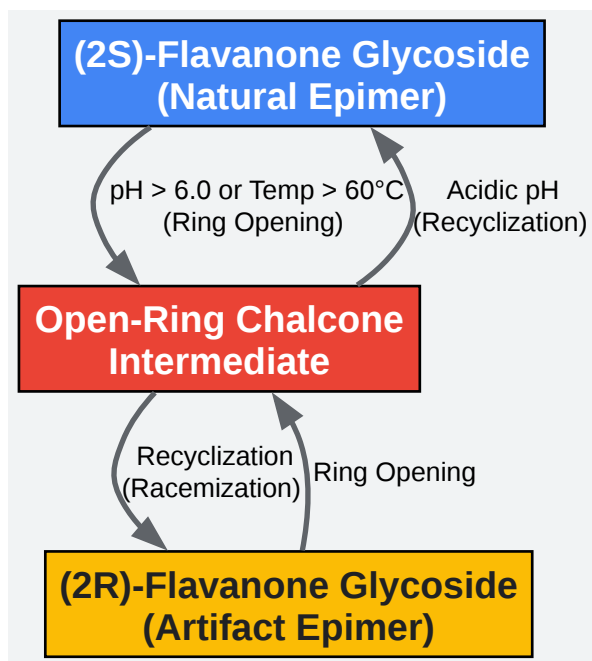 (2S)-Flavanone Glycoside
(Natural Epimer)
pH > 6.0 or Temp > 60°C
(Ring Opening)
Acidic pH
(Recyclization)
Open-Ring Chalcone
Intermediate
Recyclization
(Racemization)
Ring Opening
(2R)-Flavanone Glycoside
(Artifact Epimer)